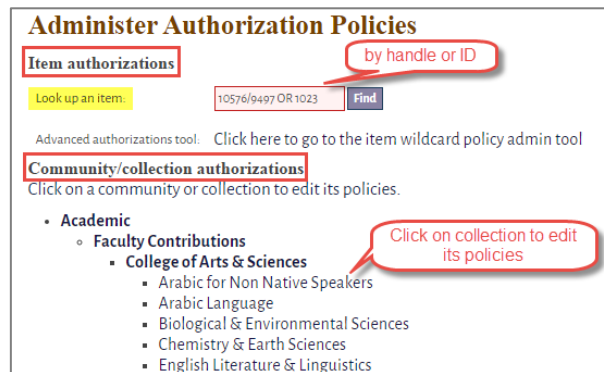 Administer Authorization Policies
Item authorizations
by handle or ID
Look up an item:
10576/9497 OR 1023
Find
Advanced authorizations tool: Click here to go to the item wildcard policy admin tool
Community/collection authorizations
Click on a community or collection to edit its policies.
Academic
Faculty Contributions
Click on collection to edit
its policies
College of Arts & Sciences
Arabic for Non Native Speakers
Arabic Language
Biological & Environmental Sciences
Chemistry & Earth Sciences
English Literature & Linguistics